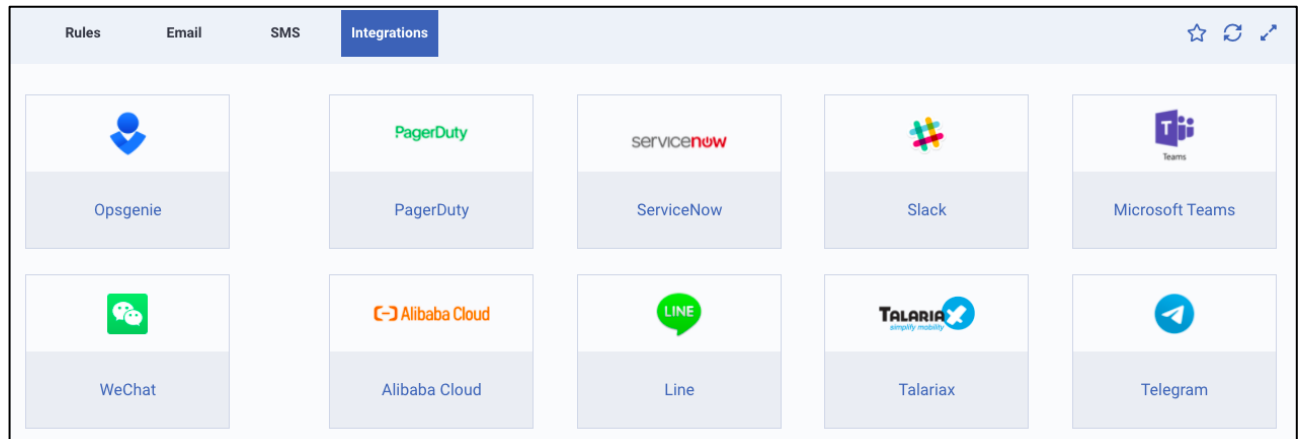 Rules Email SMS Integrations
PagerDuty servicenow Teams
Opsgenie PagerDuty ServiceNow Slack Microsoft Teams
Alibaba Cloud LINE TALARIAX simplify mobility
WeChat Alibaba Cloud Line Talariax Telegram